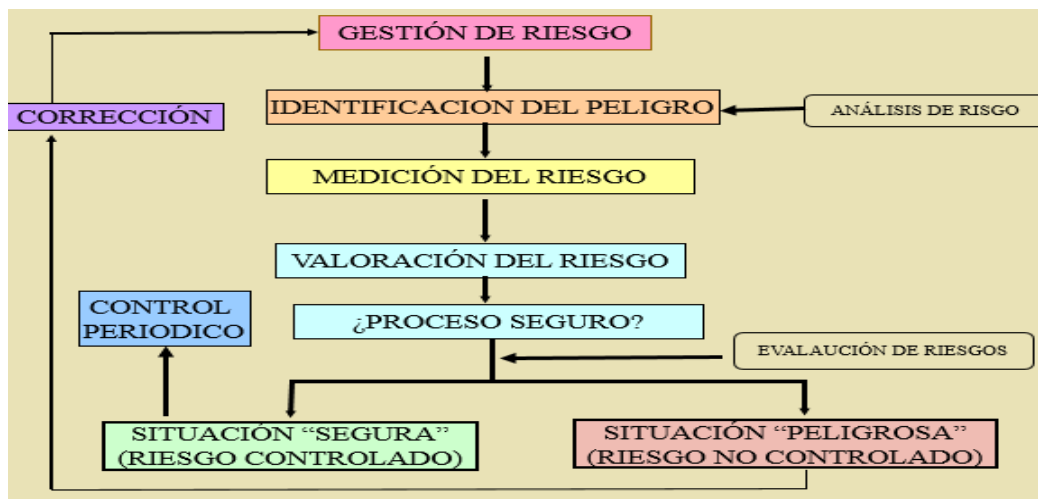 GESTIÓN DE RIESGO
IDENTIFICACION DEL PELIGRO
ANÁLISIS DE RISGO
CORRECCIÓN
MEDICIÓN DEL RIESGO
VALORACIÓN DEL RIESGO
CONTROL
PERIODICO
¿PROCESO SEGURO?
EVALAUCIÓN DE RIESGOS
SITUACIÓN “SEGURA”
(RIESGO CONTROLADO)
SITUACIÓN “PELIGROSA”
(RIESGO NO CONTROLADO)